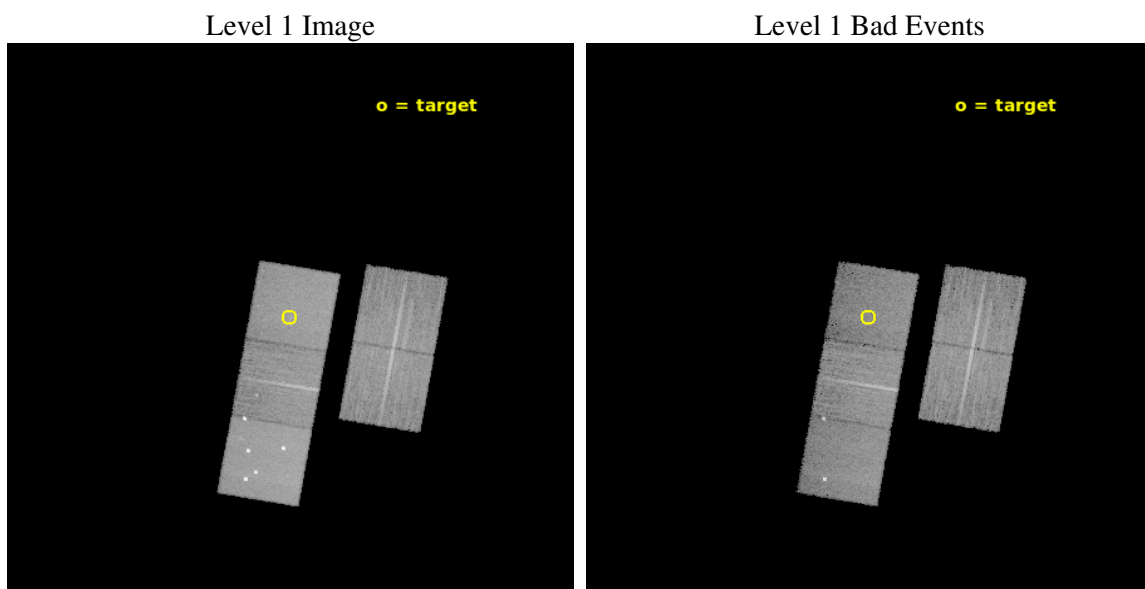 Level 1 Image
Level 1 Bad Events
o = target
o = target